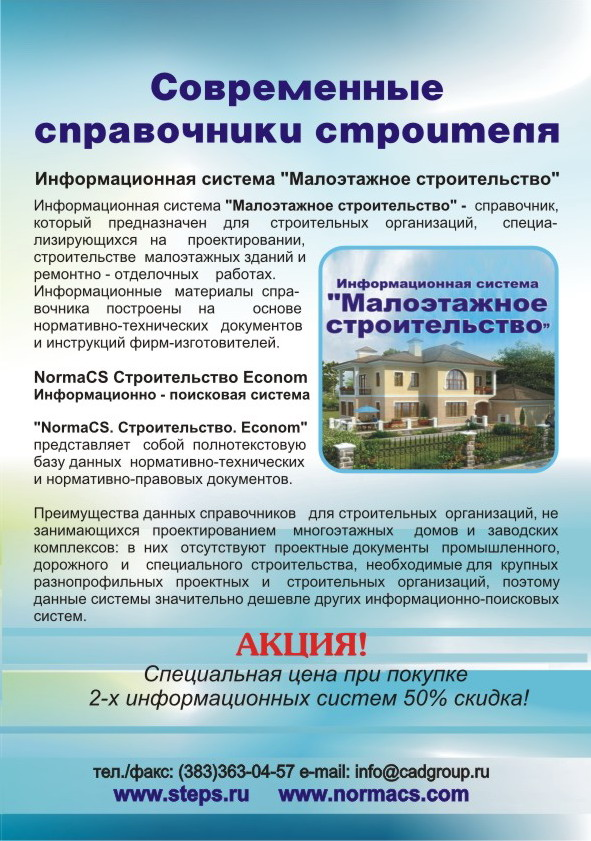 Современные
справочники строителя
Информационная система "Малоэтажное строительство"
Информационная система "Малоэтажное строительство" - справочник,
который предназначен для строительных организаций, специа-
лизирующихся на проектировании,
строительстве малоэтажных зданий и
ремонтно - отделочных работах.
Информационные материалы спра-
вочника построены на основе
нормативно-технических документов
и инструкций фирм-изготовителей.
Информационная система
"Малоэтажное
строительство"
NormaCS Строительство Econom
Информационно - поисковая система
"NormaCS. Строительство. Econom"
представляет собой полнотекстовую
базу данных нормативно-технических
и нормативно-правовых документов.
Преимущества данных справочников для строительных организаций, не
занимающихся проектированием многоэтажных домов и заводских
комплексов: в них отсутствуют проектные документы промышленного,
дорожного и специального строительства, необходимые для крупных
разнопрофильных проектных и строительных организаций, поэтому
данные системы значительно дешевле других информационно-поисковых
систем.
АКЦИЯ!
Специальная цена при покупке
2-х информационных систем 50% скидка!
тел./факс: (383)363-04-57 e-mail: info@cadgroup.ru
www.steps.ru www.normacs.com